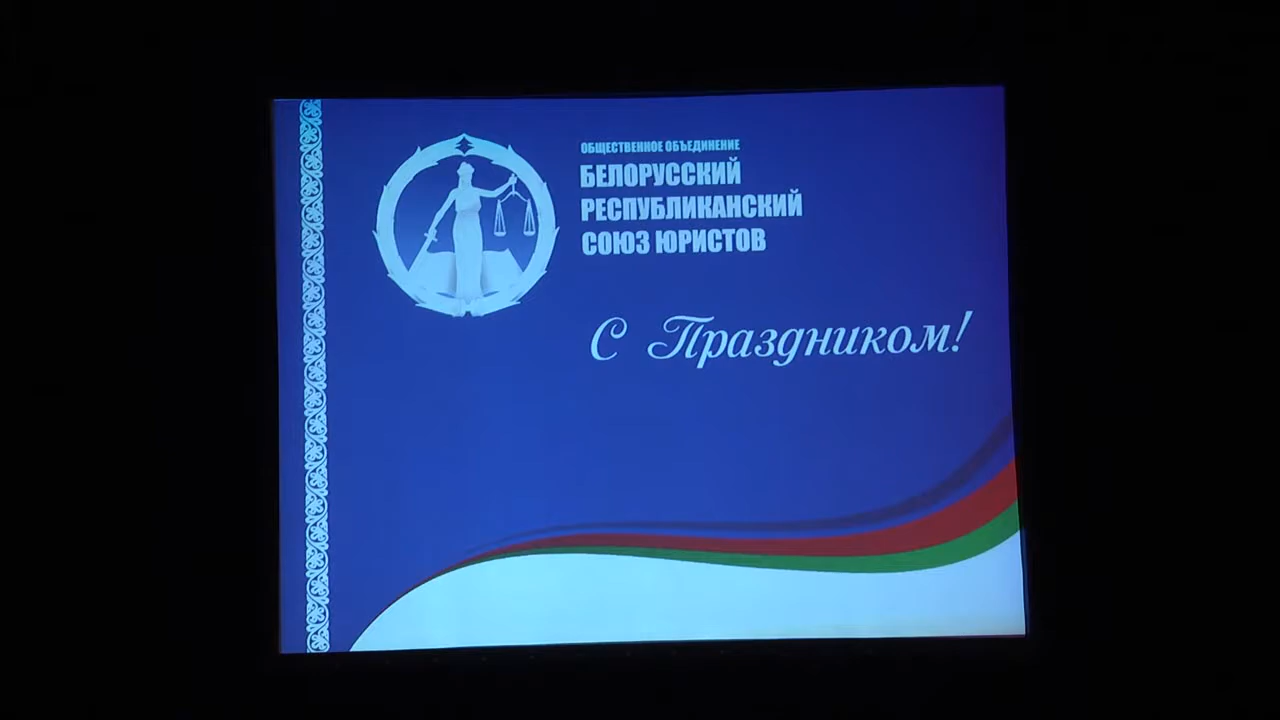 ОБЩЕСТВЕННОЕ ОБЪЕДИНЕНИЕ
БЕЛОРУССКИЙ
РЕСПУБЛИКАНСКИЙ
СОЮЗ ЮРИСТОВ
С Праздником!